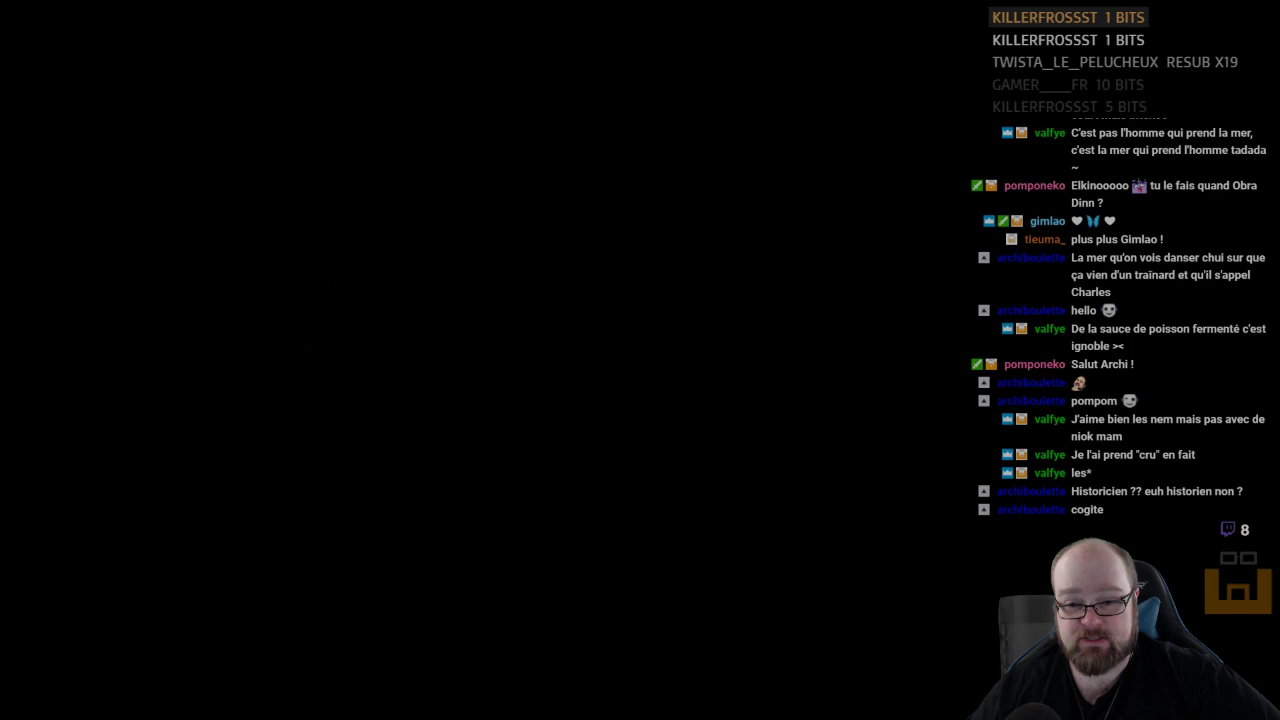 KILLERFROSSST 1 BITS
KILLERFROSSST 1 BITS
TWISTA__LE__PELUCHEUX RESUB X19
GAMER____FR 10 BITS
KILLERFROSSST 5 BITS
valfye C'est pas l'homme qui prend la mer,
c'est la mer qui prend l'homme tadada
~
pomponeko Elkinooooo tu le fais quand Obra
Dinn ?
gimlao
tieuma_ plus plus Gimlao !
archiboulette La mer qu'on vois danser chui sur que
ça vien d'un traînard et qu'il s'appel
Charles
archiboulette hello
valfye De la sauce de poisson fermenté c'est
ignoble ><
pomponeko Salut Archi !
archiboulette
archiboulette pompom
valfye J'aime bien les nem mais pas avec de
niok mam
valfye Je l'ai prend "cru" en fait
valfye les*
archiboulette Historicien ?? euh historien non ?
archiboulette cogite
8